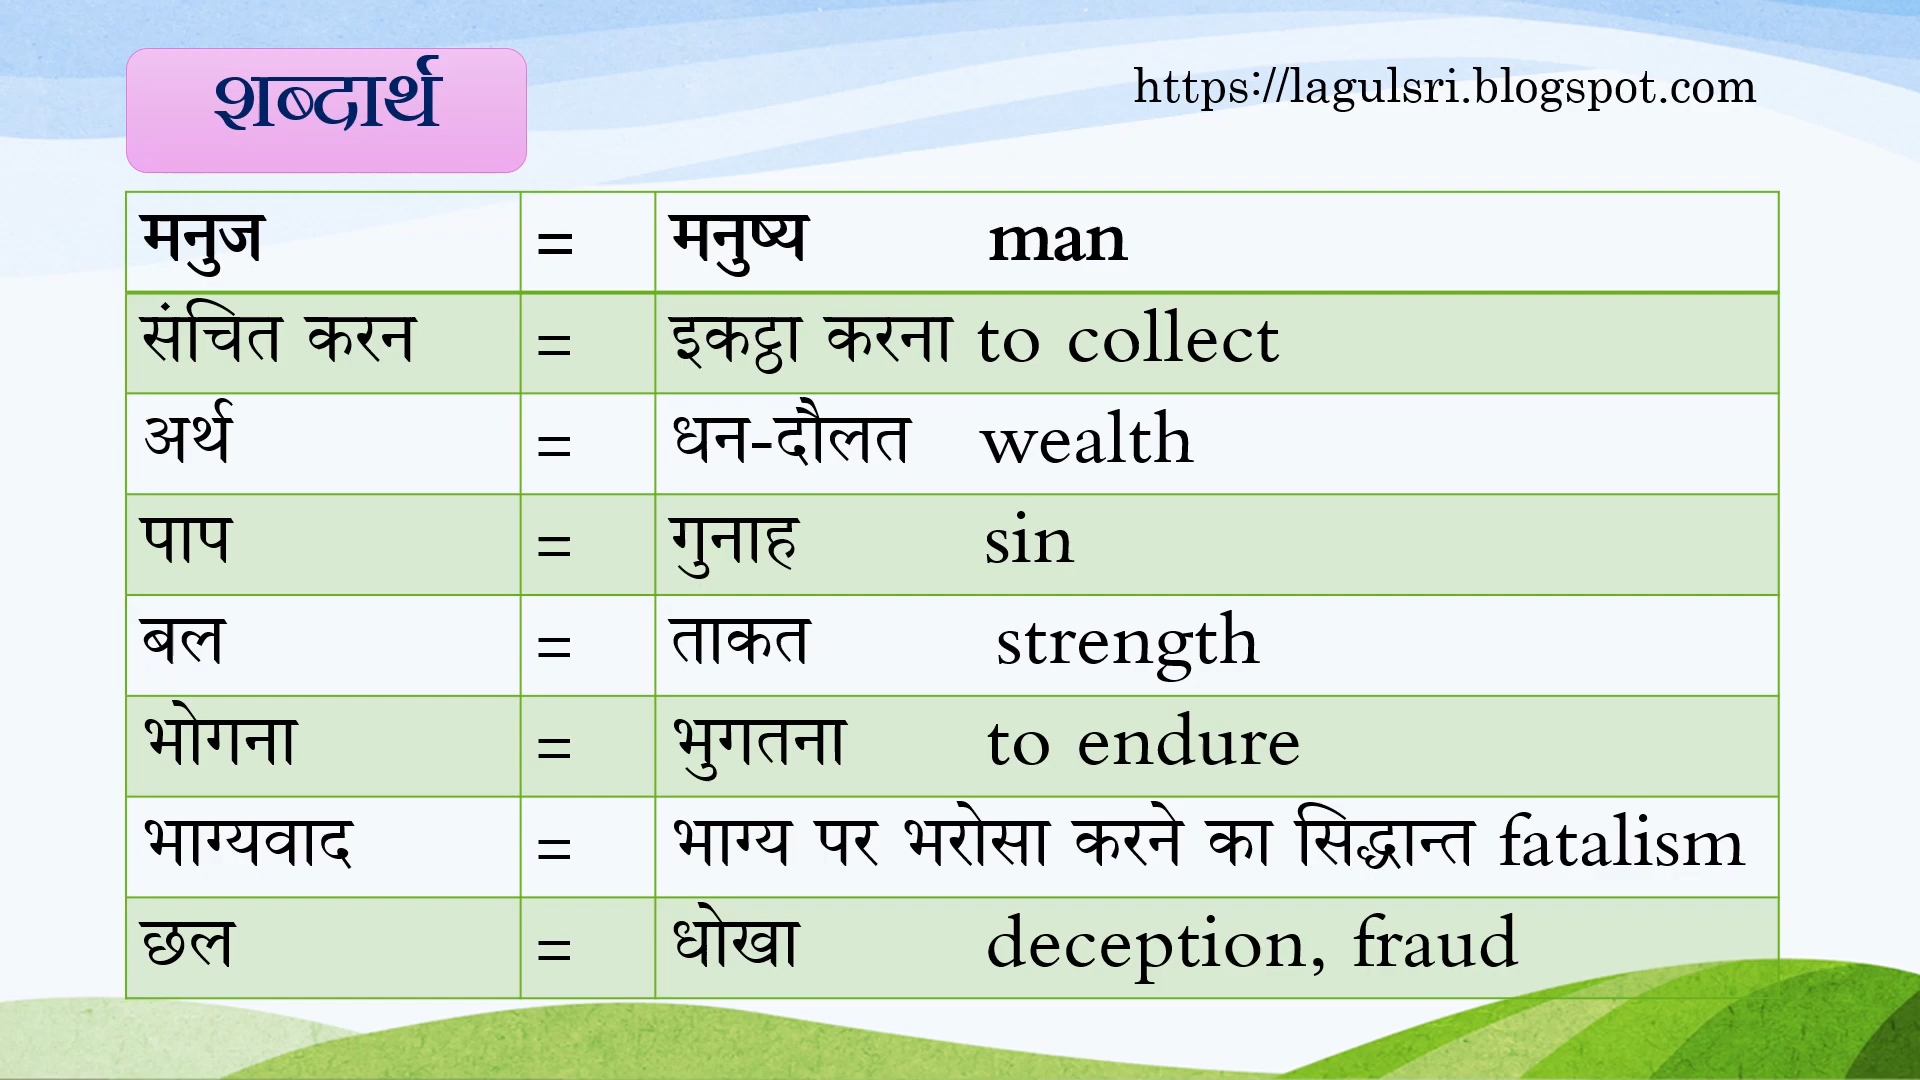 शब्दार्थ
https://lagulsri.blogspot.com
मनुज = मनुष्य man
संचित करन = इकट्ठा करना to collect
अर्थ = धन-दौलत wealth
पाप = गुनाह sin
बल = ताकत strength
भोगना = भुगतना to endure
भाग्यवाद = भाग्य पर भरोसा करने का सिद्धान्त fatalism
छल = धोखा deception, fraud